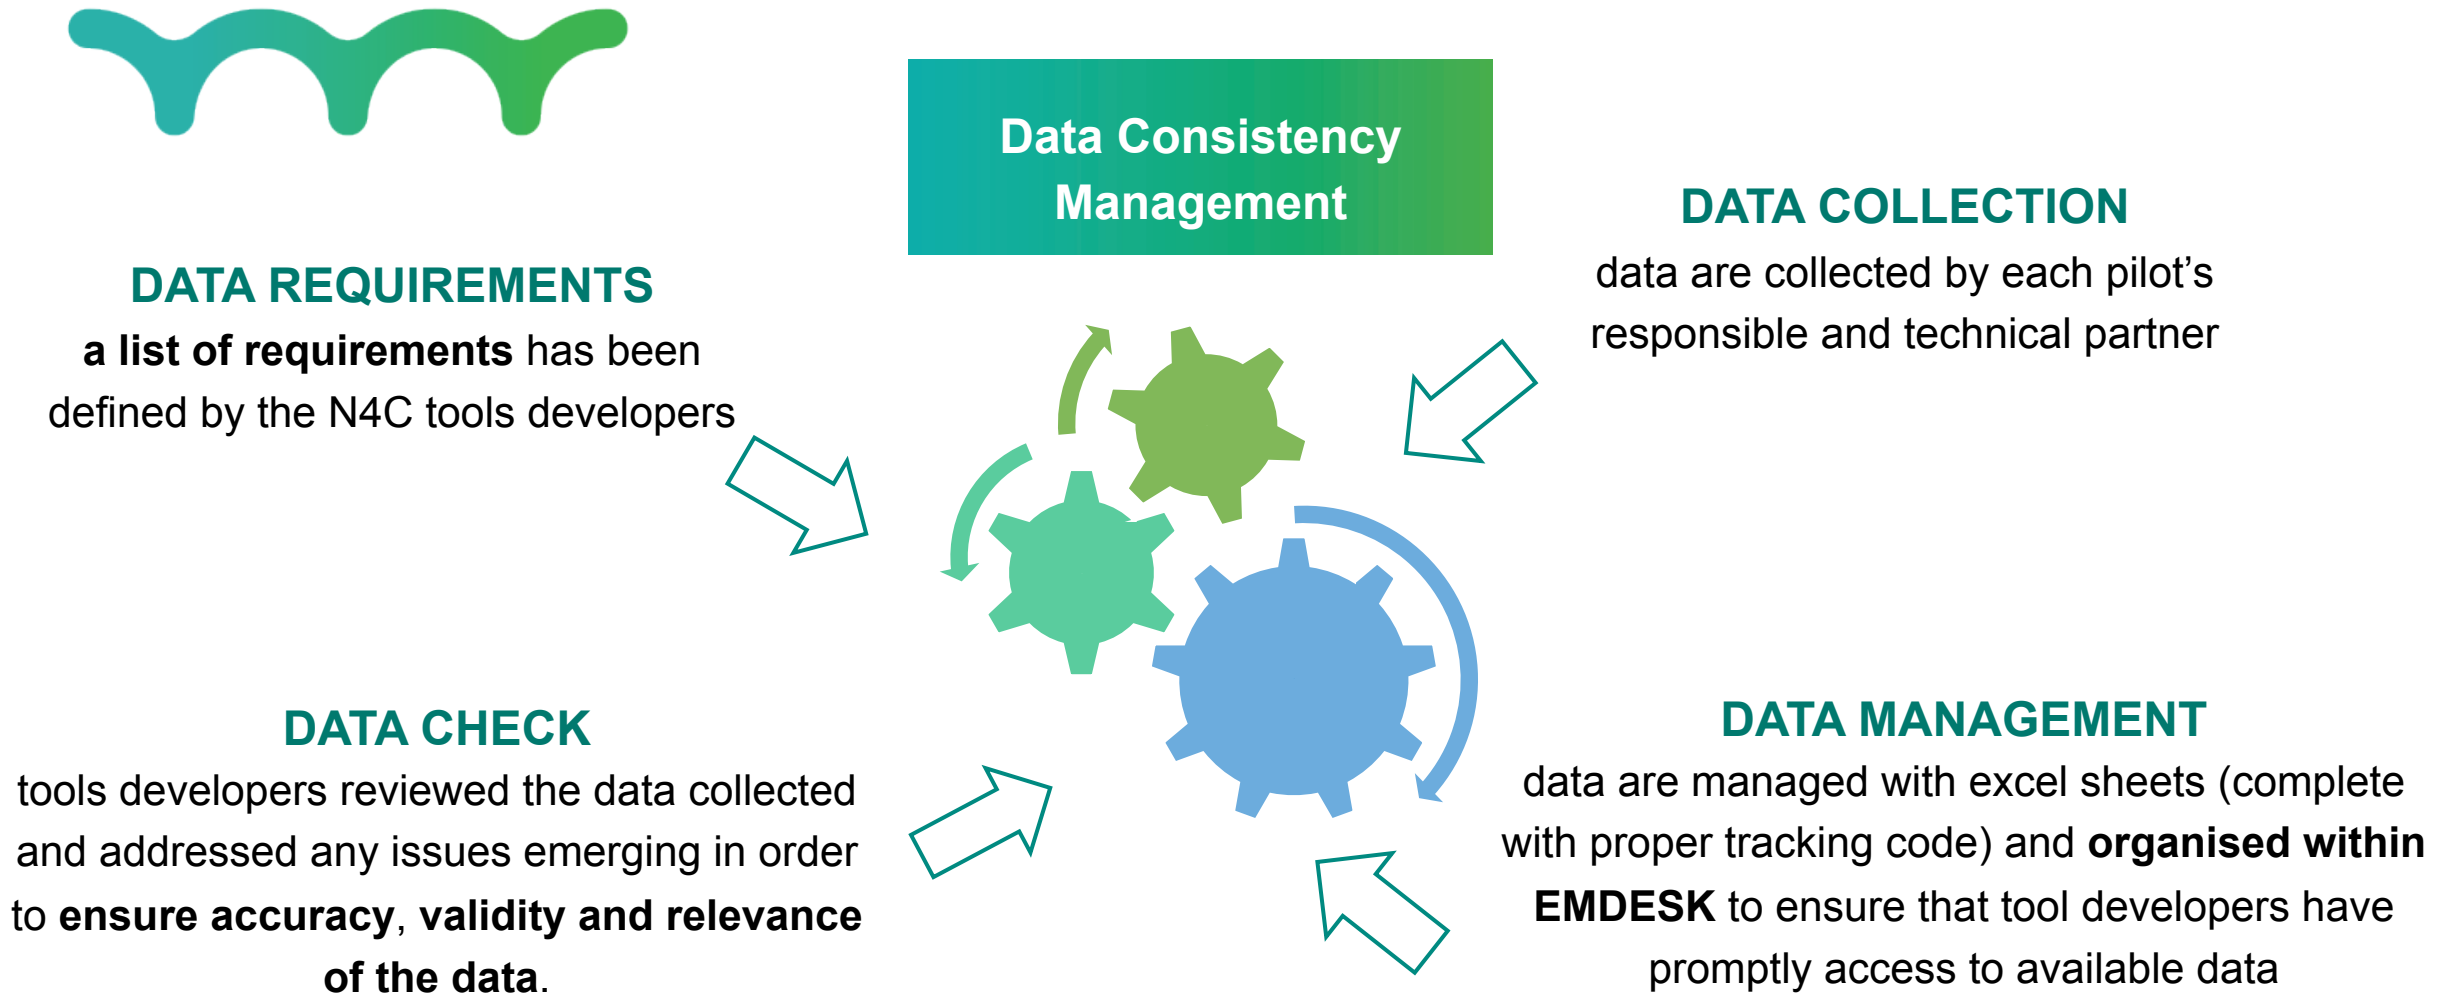 Data Consistency
Management
DATA REQUIREMENTS
a list of requirements has been
defined by the N4C tools developers
DATA COLLECTION
data are collected by each pilot’s
responsible and technical partner
DATA CHECK
tools developers reviewed the data collected
and addressed any issues emerging in order
to ensure accuracy, validity and relevance
of the data.
DATA MANAGEMENT
data are managed with excel sheets (complete
with proper tracking code) and organised within
EMDESK to ensure that tool developers have
promptly access to available data